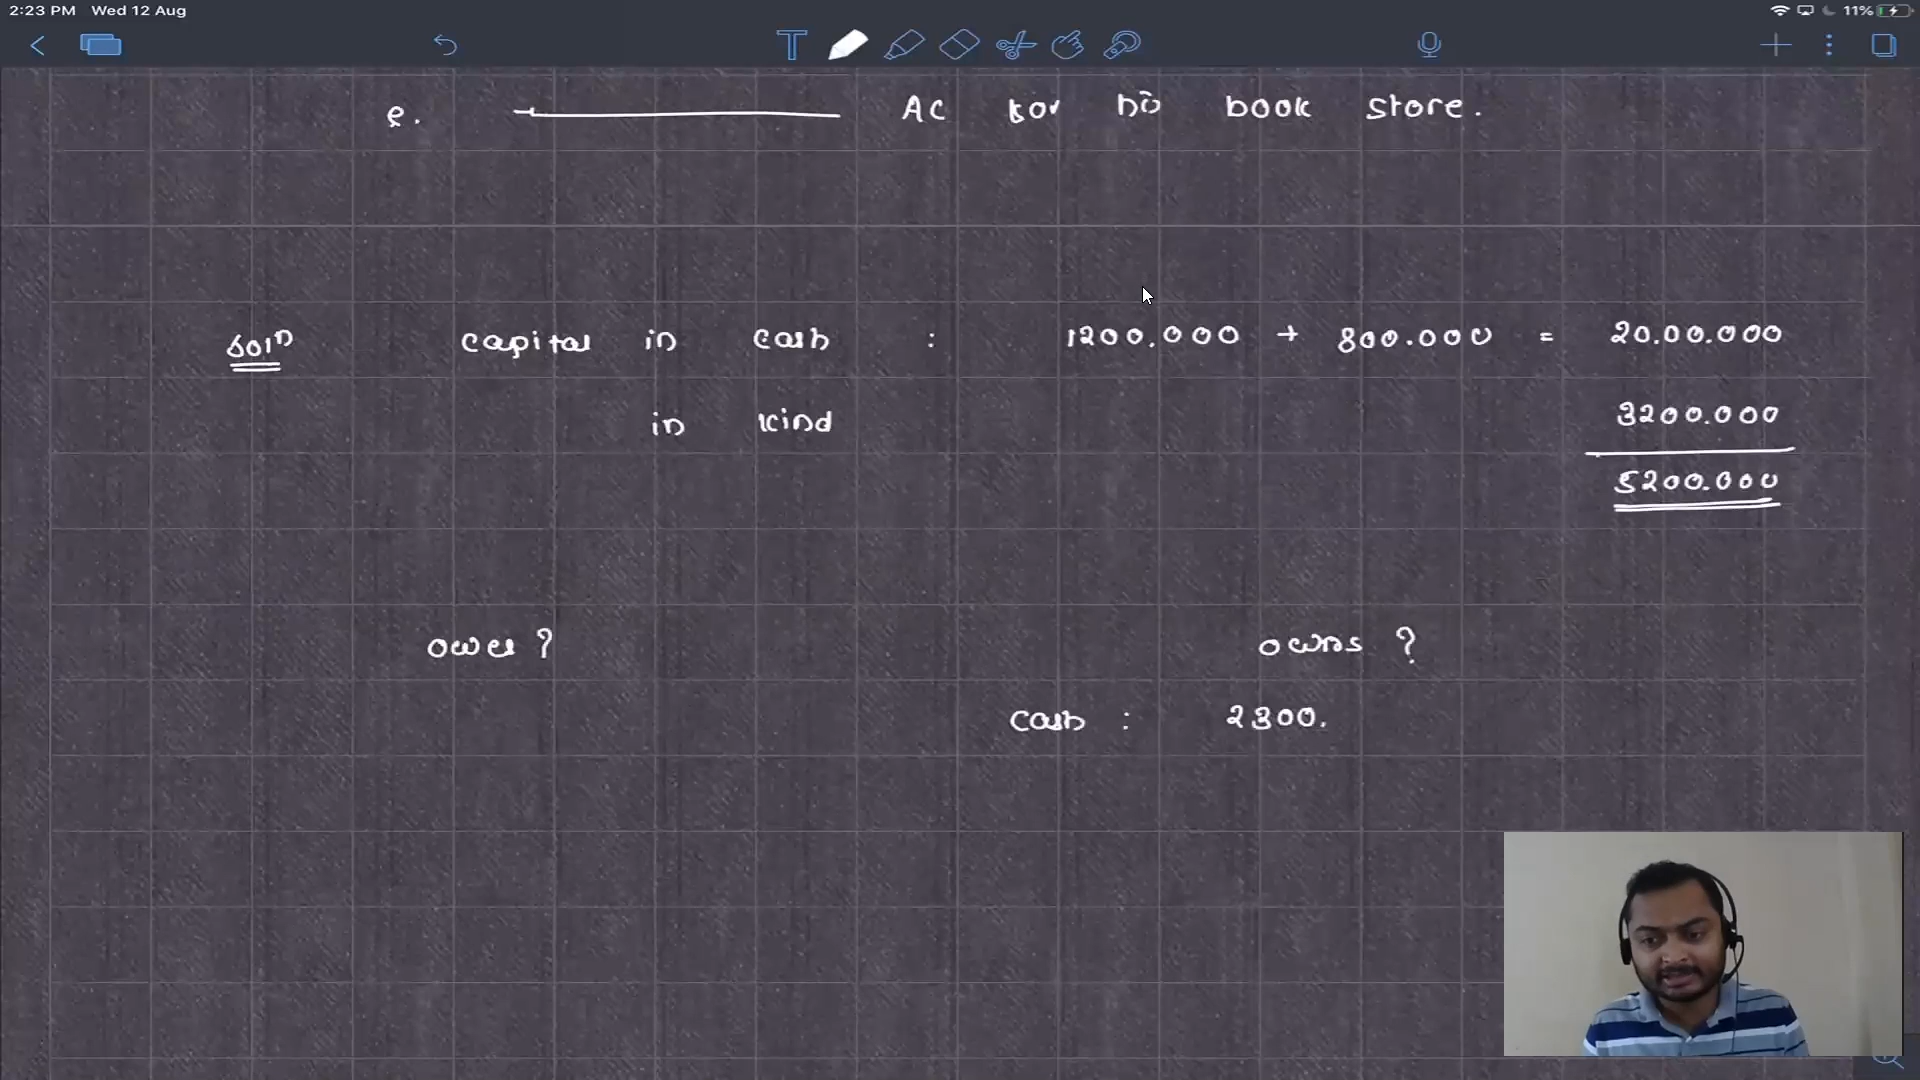 2:23 PM Wed 12 Aug 11%
T
e. AC for his book store.
Solⁿ capital in cash : 1200.000 + 800.000 = 20.00.000
in kind 3200.000
5200.000
owes ? owns ?
cash : 2300.